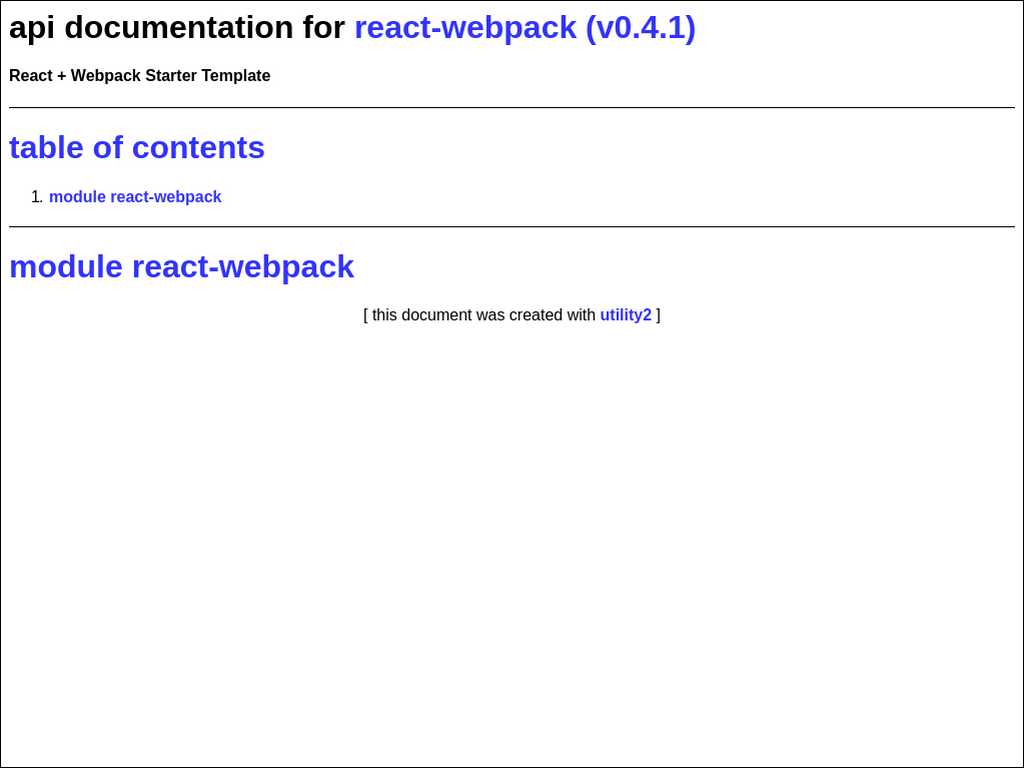 api documentation for react-webpack (v0.4.1)
React + Webpack Starter Template
table of contents
1. module react-webpack
module react-webpack
[ this document was created with utility2 ]